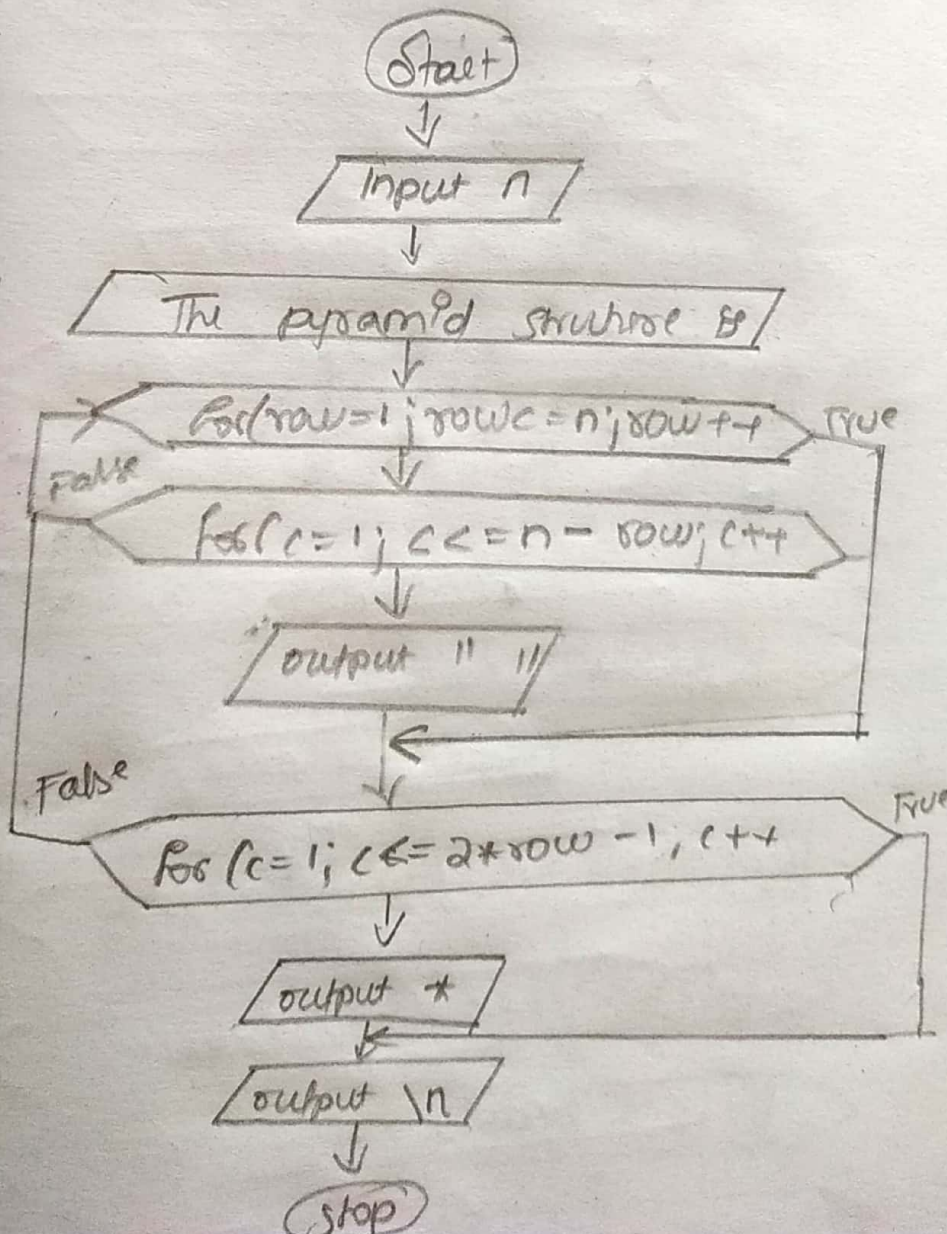 Start
Input n
The pyramid structure is
for(row=1; row<=n; row++
True
False
for(c=1; c<=n-row; c++
output " "
False
True
for(c=1; c<=2*row-1, c++
output *
output \n
stop